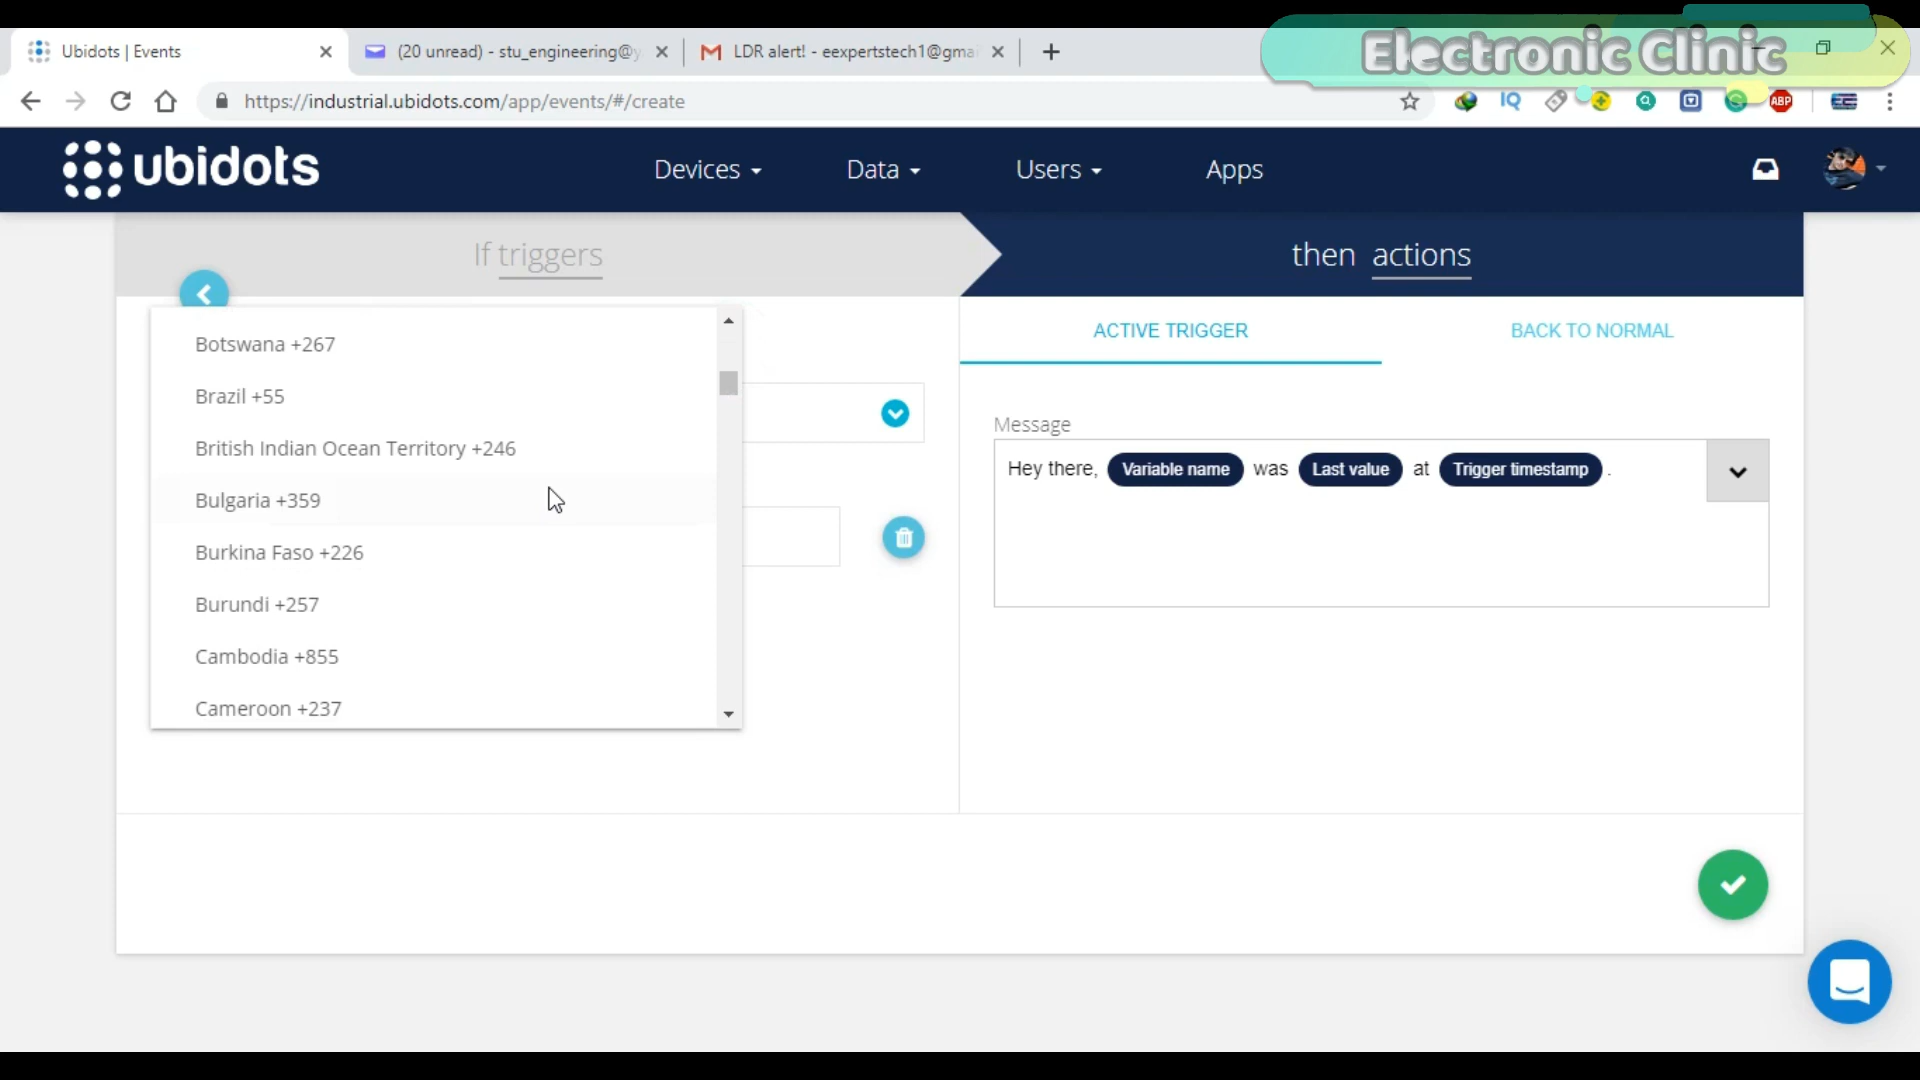 Ubidots | Events
(20 unread) - stu_engineering@y
LDR alert! - eexpertstech1@gmai
Electronic Clinic
https://industrial.ubidots.com/app/events/#/create
IQ
ABP
ubidots
Devices
Data
Users
Apps
If triggers
then actions
Botswana +267
Brazil +55
British Indian Ocean Territory +246
Bulgaria +359
Burkina Faso +226
Burundi +257
Cambodia +855
Cameroon +237
ACTIVE TRIGGER
BACK TO NORMAL
Message
Hey there, Variable name was Last value at Trigger timestamp .